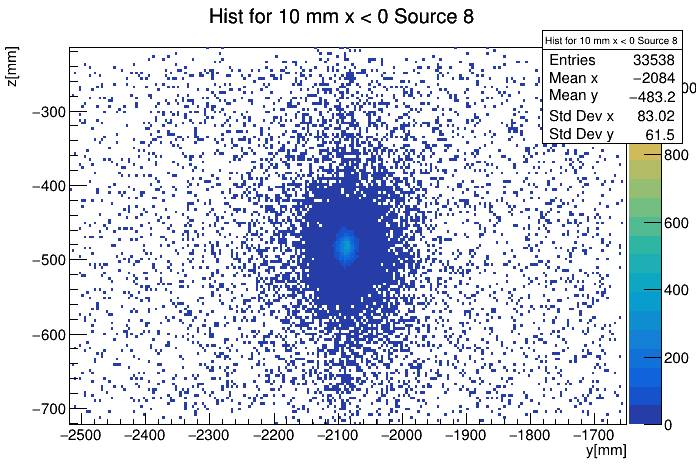 Hist for 10 mm x < 0 Source 8
Hist for 10 mm x < 0 Source 8
Entries 33538
Mean x −2084
Mean y −483.2
Std Dev x 83.02
Std Dev y 61.5
z[mm]
−300
−400
−500
−600
−700
−2500 −2400 −2300 −2200 −2100 −2000 −1900 −1800 −1700
y[mm]
800
600
400
200
0